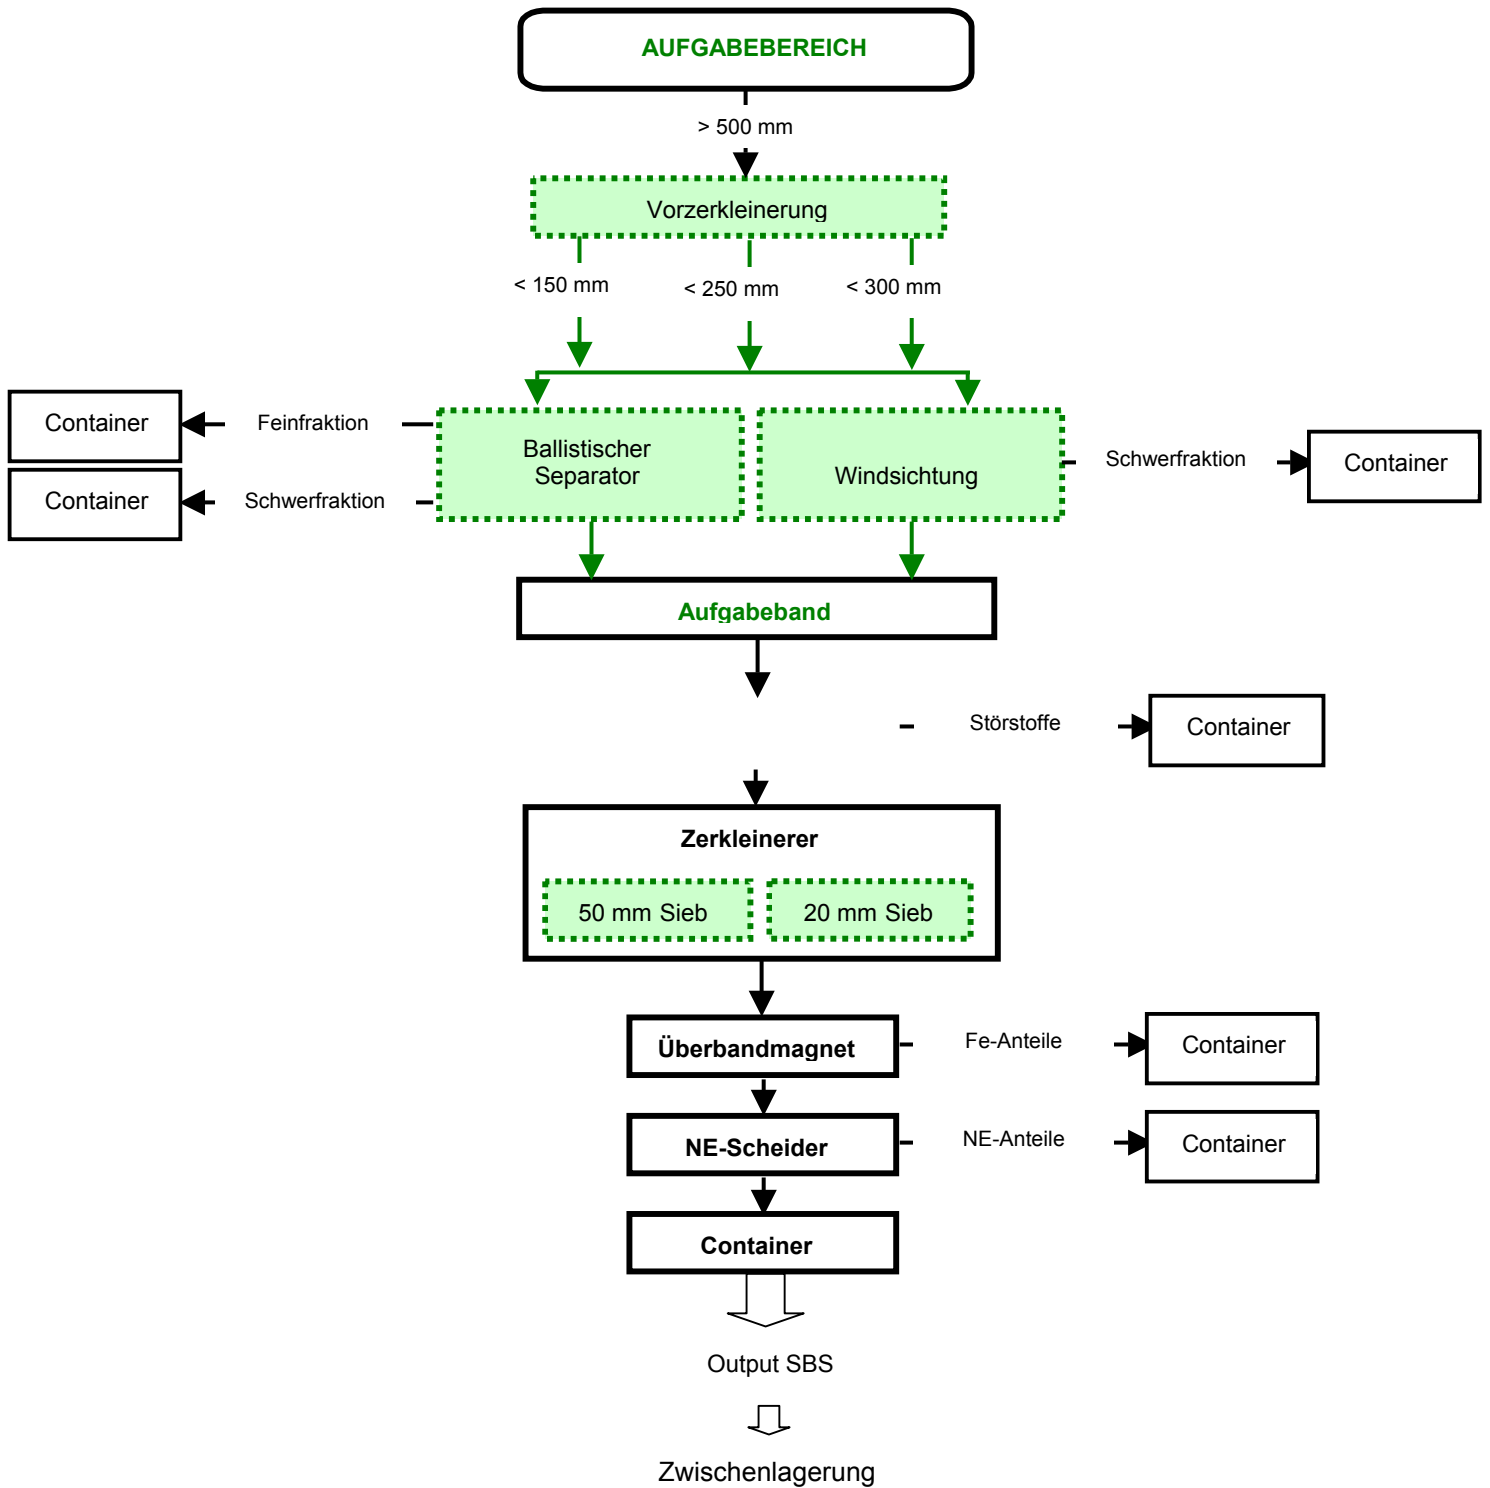 AUFGABEBEREICH
> 500 mm
Vorzerkleinerung
< 150 mm
< 250 mm
< 300 mm
Container
Feinfraktion
Container
Schwerfraktion
Ballistischer
Separator
Windsichtung
Schwerfraktion
Container
Aufgabeband
Störstoffe
Container
Zerkleinerer
50 mm Sieb
20 mm Sieb
Überbandmagnet
Fe-Anteile
Container
NE-Scheider
NE-Anteile
Container
Container
Output SBS
Zwischenlagerung